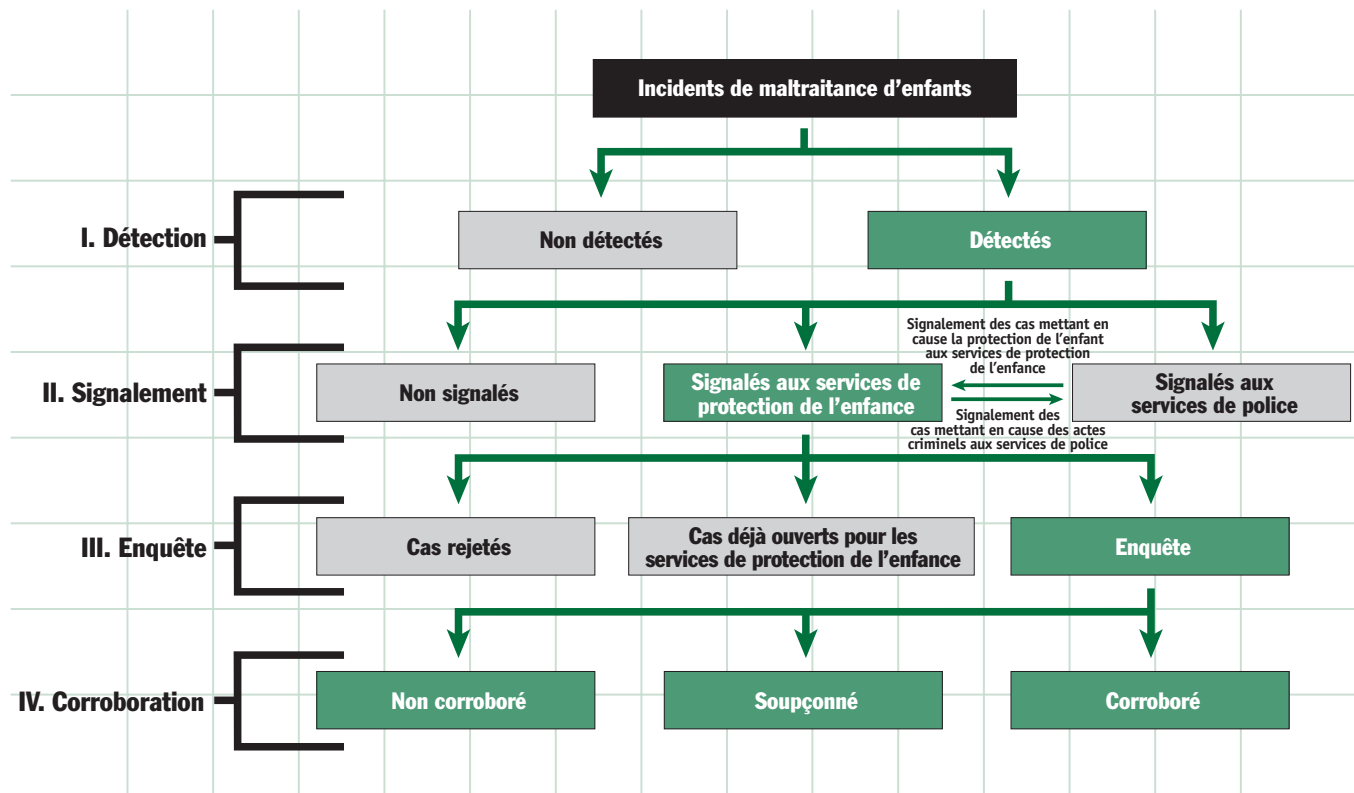 Incidents de maltraitance d’enfants
I. Détection
Non détectés
Détectés
Signalement des cas mettant en
cause la protection de l’enfant
aux services de protection
de l’enfance
II. Signalement
Non signalés
Signalés aux services de
protection de l’enfance
Signalés aux
services de police
Signalement des
cas mettant en cause des actes
criminels aux services de police
III. Enquête
Cas rejetés
Cas déjà ouverts pour les
services de protection de l’enfance
Enquête
IV. Corroboration
Non corroboré
Soupçonné
Corroboré